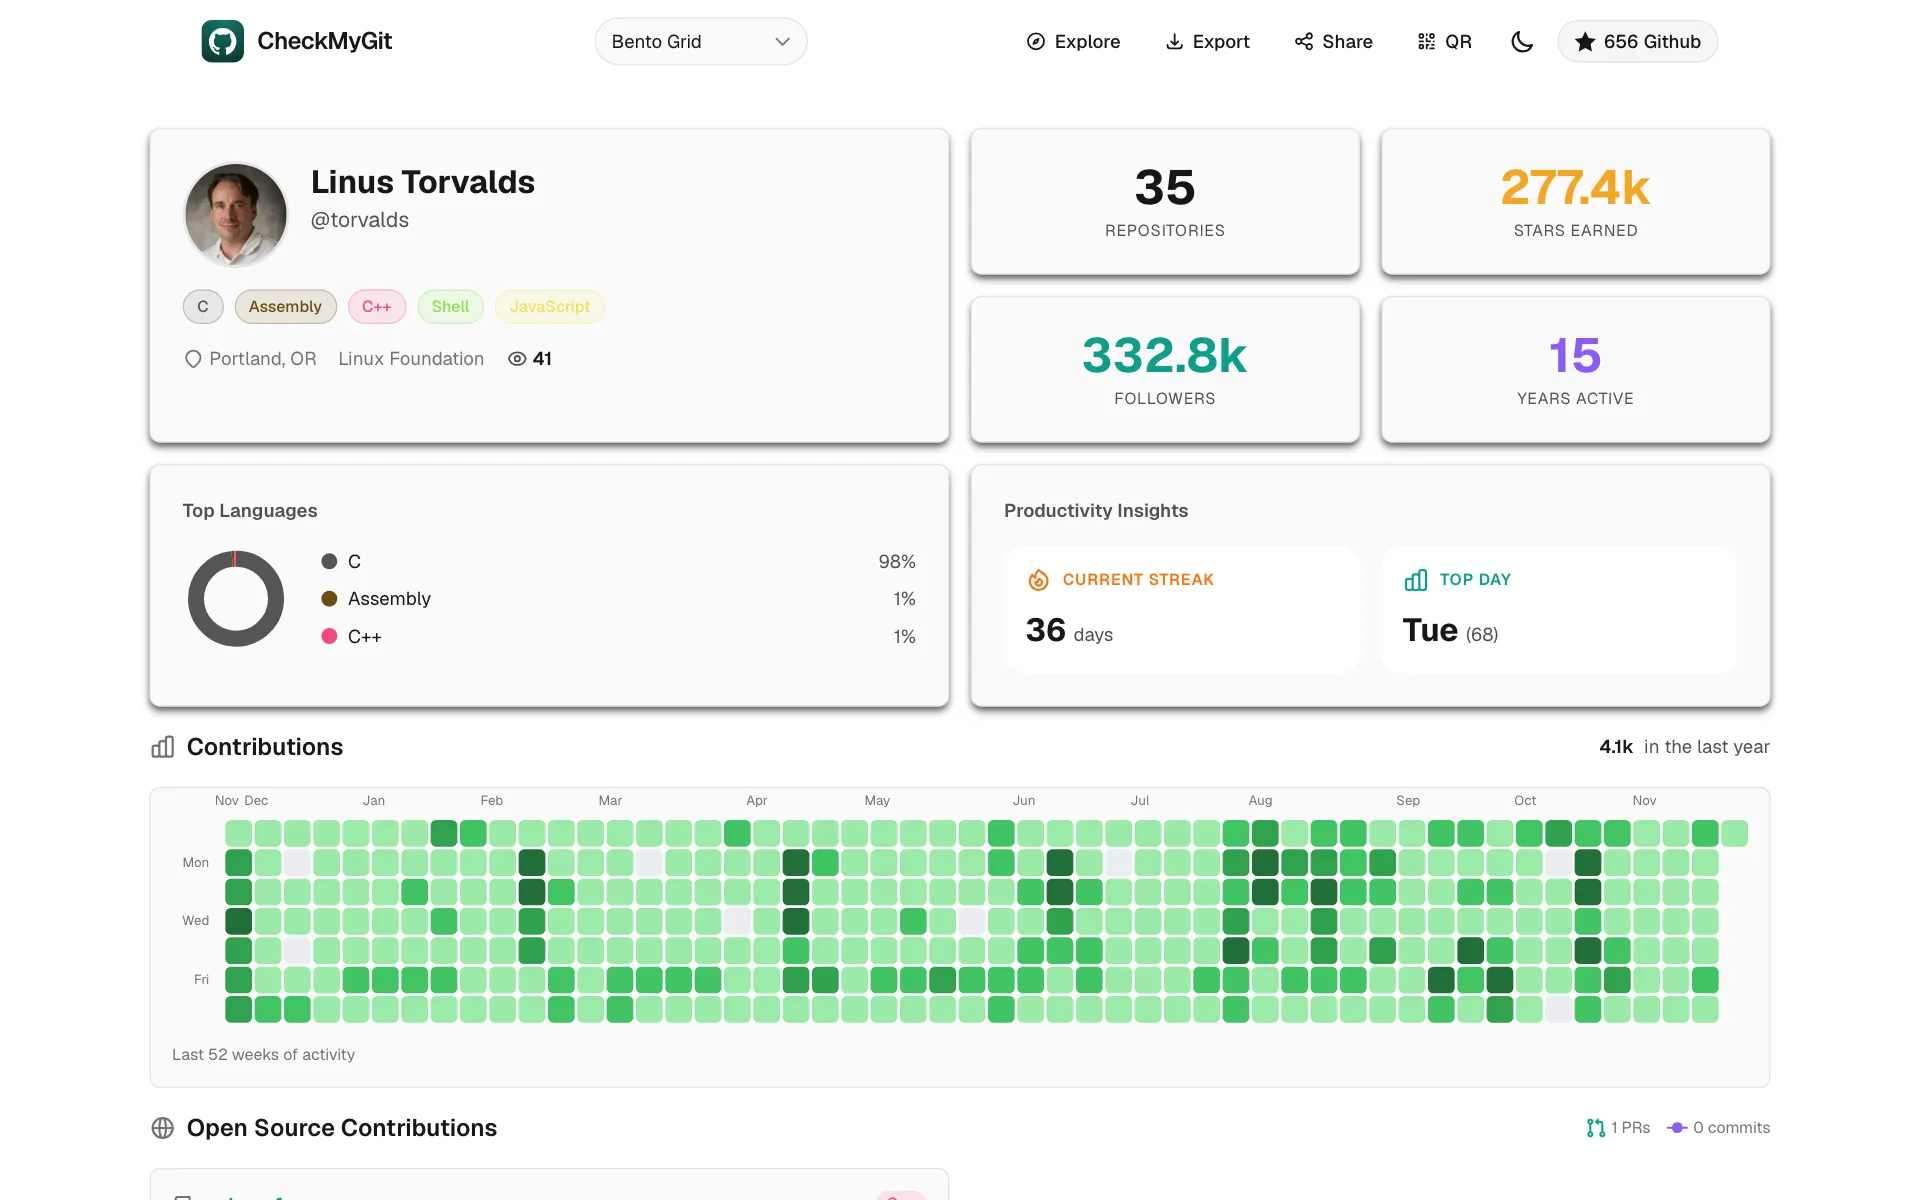 CheckMyGit
Bento Grid
Explore
Export
Share
QR
656 Github
Linus Torvalds
@torvalds
C
Assembly
C++
Shell
JavaScript
Portland, OR
Linux Foundation
41
35
REPOSITORIES
277.4k
STARS EARNED
332.8k
FOLLOWERS
15
YEARS ACTIVE
Top Languages
C 98%
Assembly 1%
C++ 1%
Productivity Insights
CURRENT STREAK
36 days
TOP DAY
Tue (68)
Contributions
4.1k in the last year
Nov Dec Jan Feb Mar Apr May Jun Jul Aug Sep Oct Nov
Mon
Wed
Fri
Last 52 weeks of activity
Open Source Contributions
1 PRs
0 commits